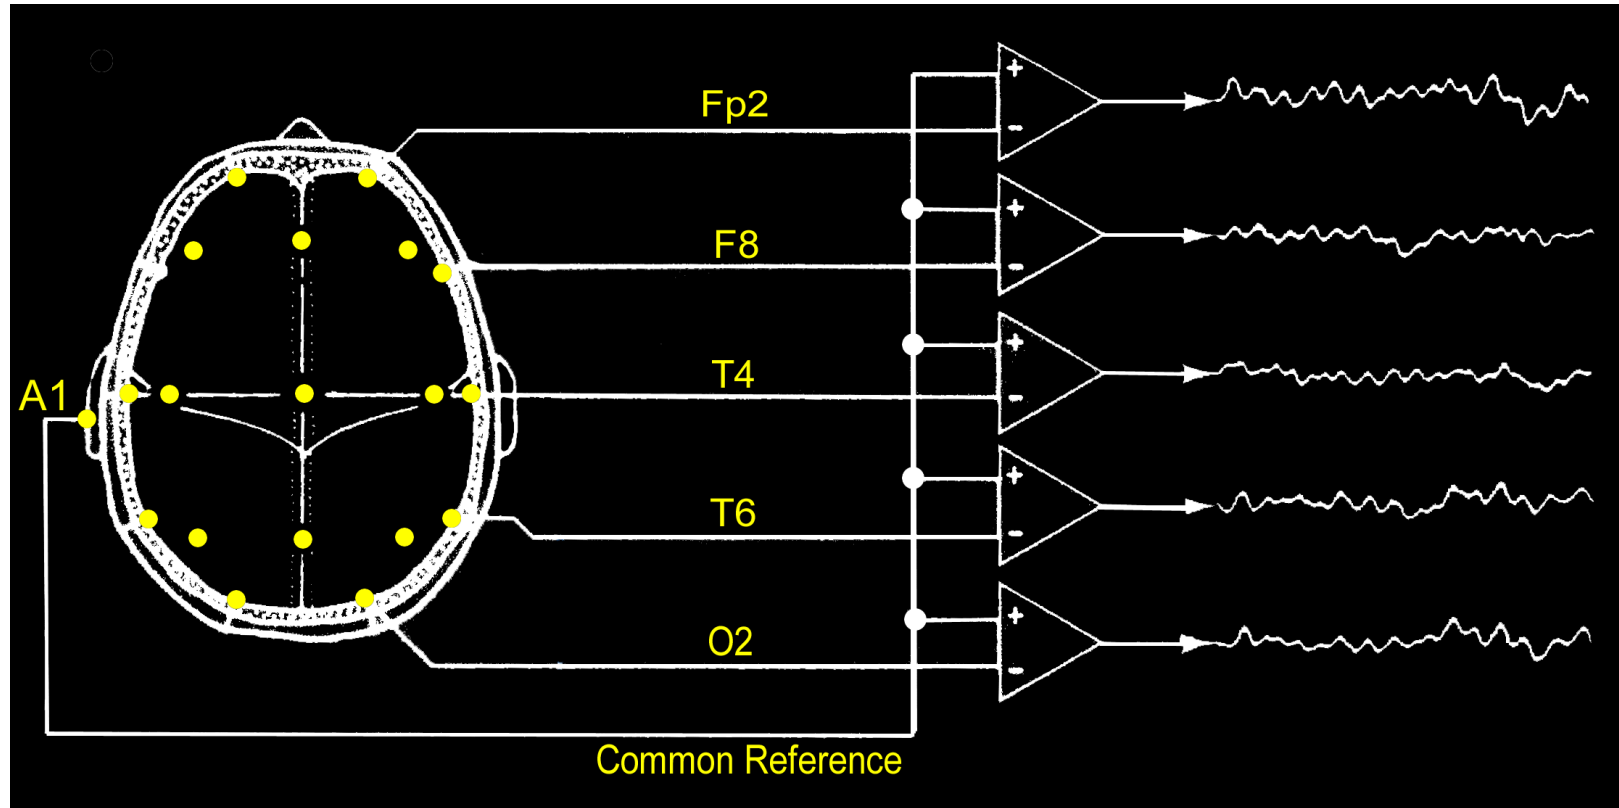 Fp2
+
-
F8
+
-
A1
T4
+
-
T6
+
-
O2
+
-
Common Reference